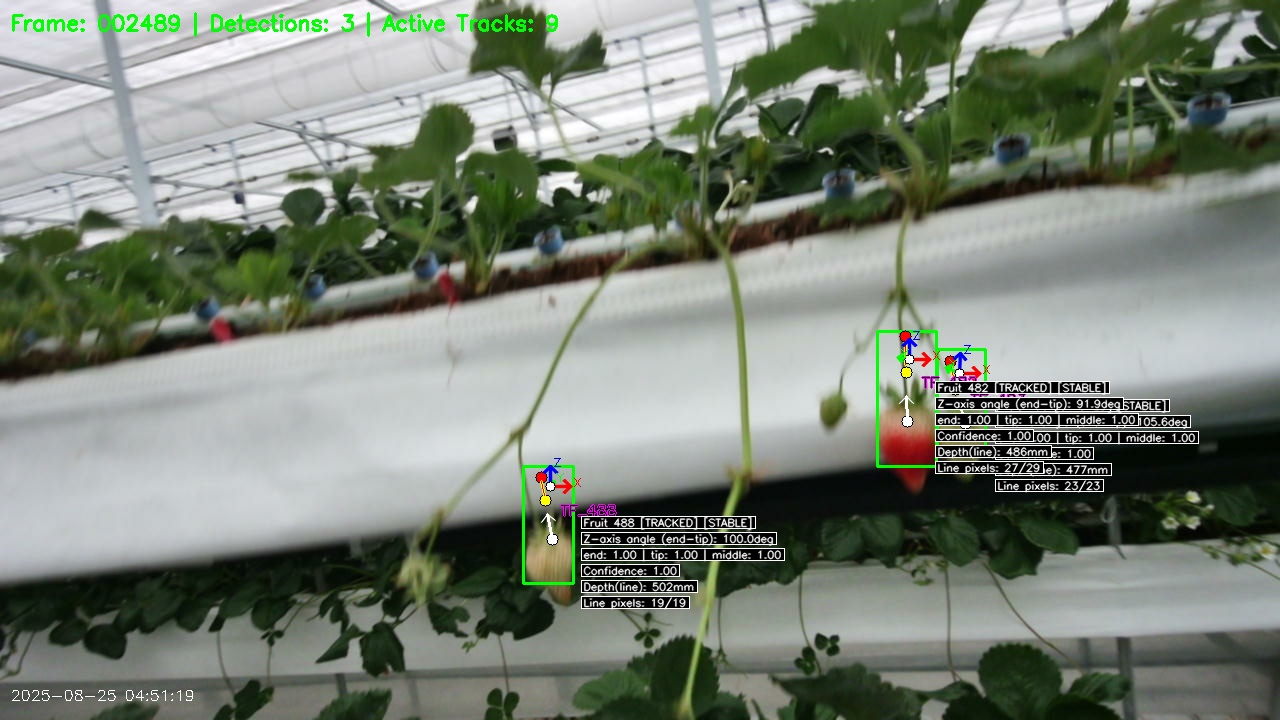 Frame: 002489 | Detections: 3 | Active Tracks: 9
Z
X
Z
X
Fruit 482 [TRACKED] [STABLE]
Z-axis angle (end-tip): 91.9deg
STABLE]
end: 1.00 | tip: 1.00 | middle: 1.00
05.6deg
Confidence: 1.00
00 | tip: 1.00 | middle: 1.00
Depth(line): 486mm
e: 1.00
Line pixels: 27/29
e): 477mm
Line pixels: 23/23
Z
X
TF_488
Fruit 488 [TRACKED] [STABLE]
Z-axis angle (end-tip): 100.0deg
end: 1.00 | tip: 1.00 | middle: 1.00
Confidence: 1.00
Depth(line): 502mm
Line pixels: 19/19
2025-08-25 04:51:19